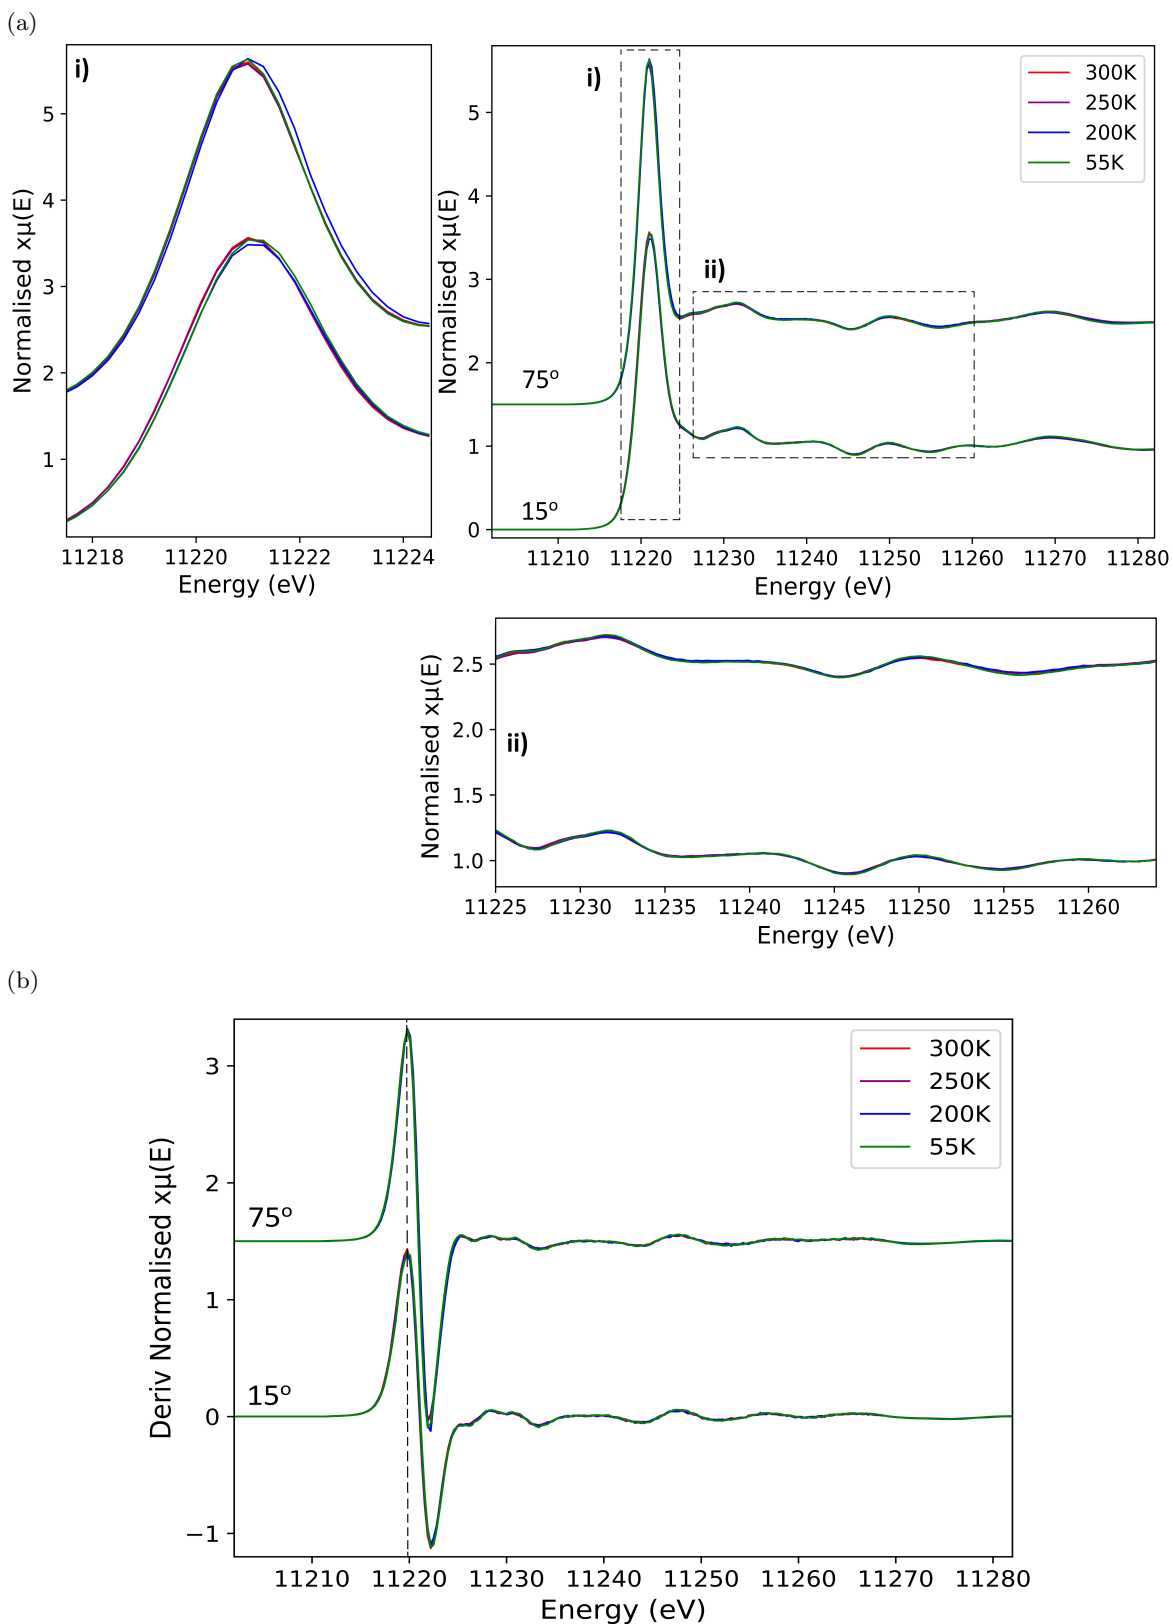 (a)
i)
5
4
3
2
1
Normalised xμ(E)
11218
11220
11222
11224
Energy (eV)
i)
ii)
75º
15º
300K
250K
200K
55K
5
4
3
2
1
0
Normalised xμ(E)
11210
11220
11230
11240
11250
11260
11270
11280
Energy (eV)
ii)
2.5
2.0
1.5
1.0
Normalised xμ(E)
11225
11230
11235
11240
11245
11250
11255
11260
Energy (eV)
(b)
300K
250K
200K
55K
75º
15º
3
2
1
0
−1
Deriv Normalised xμ(E)
11210
11220
11230
11240
11250
11260
11270
11280
Energy (eV)